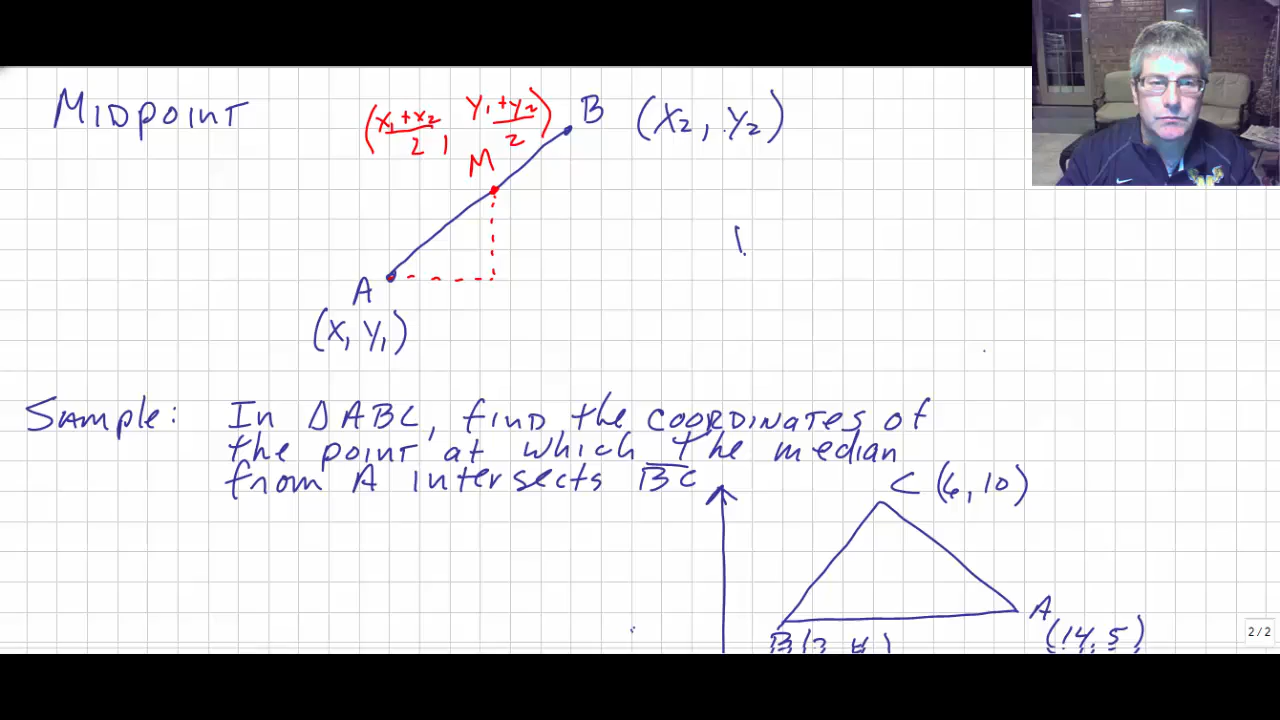 MIDPOINT
(x₁+x₂/2, y₁+y₂/2)
B (x₂, y₂)
M
A
(x₁ y₁)
Sample: In ΔABC, find the coordinates of
the point at which the median
from A intersects B̅C̅
C (6, 10)
A
(14, 5)
B
2 / 2